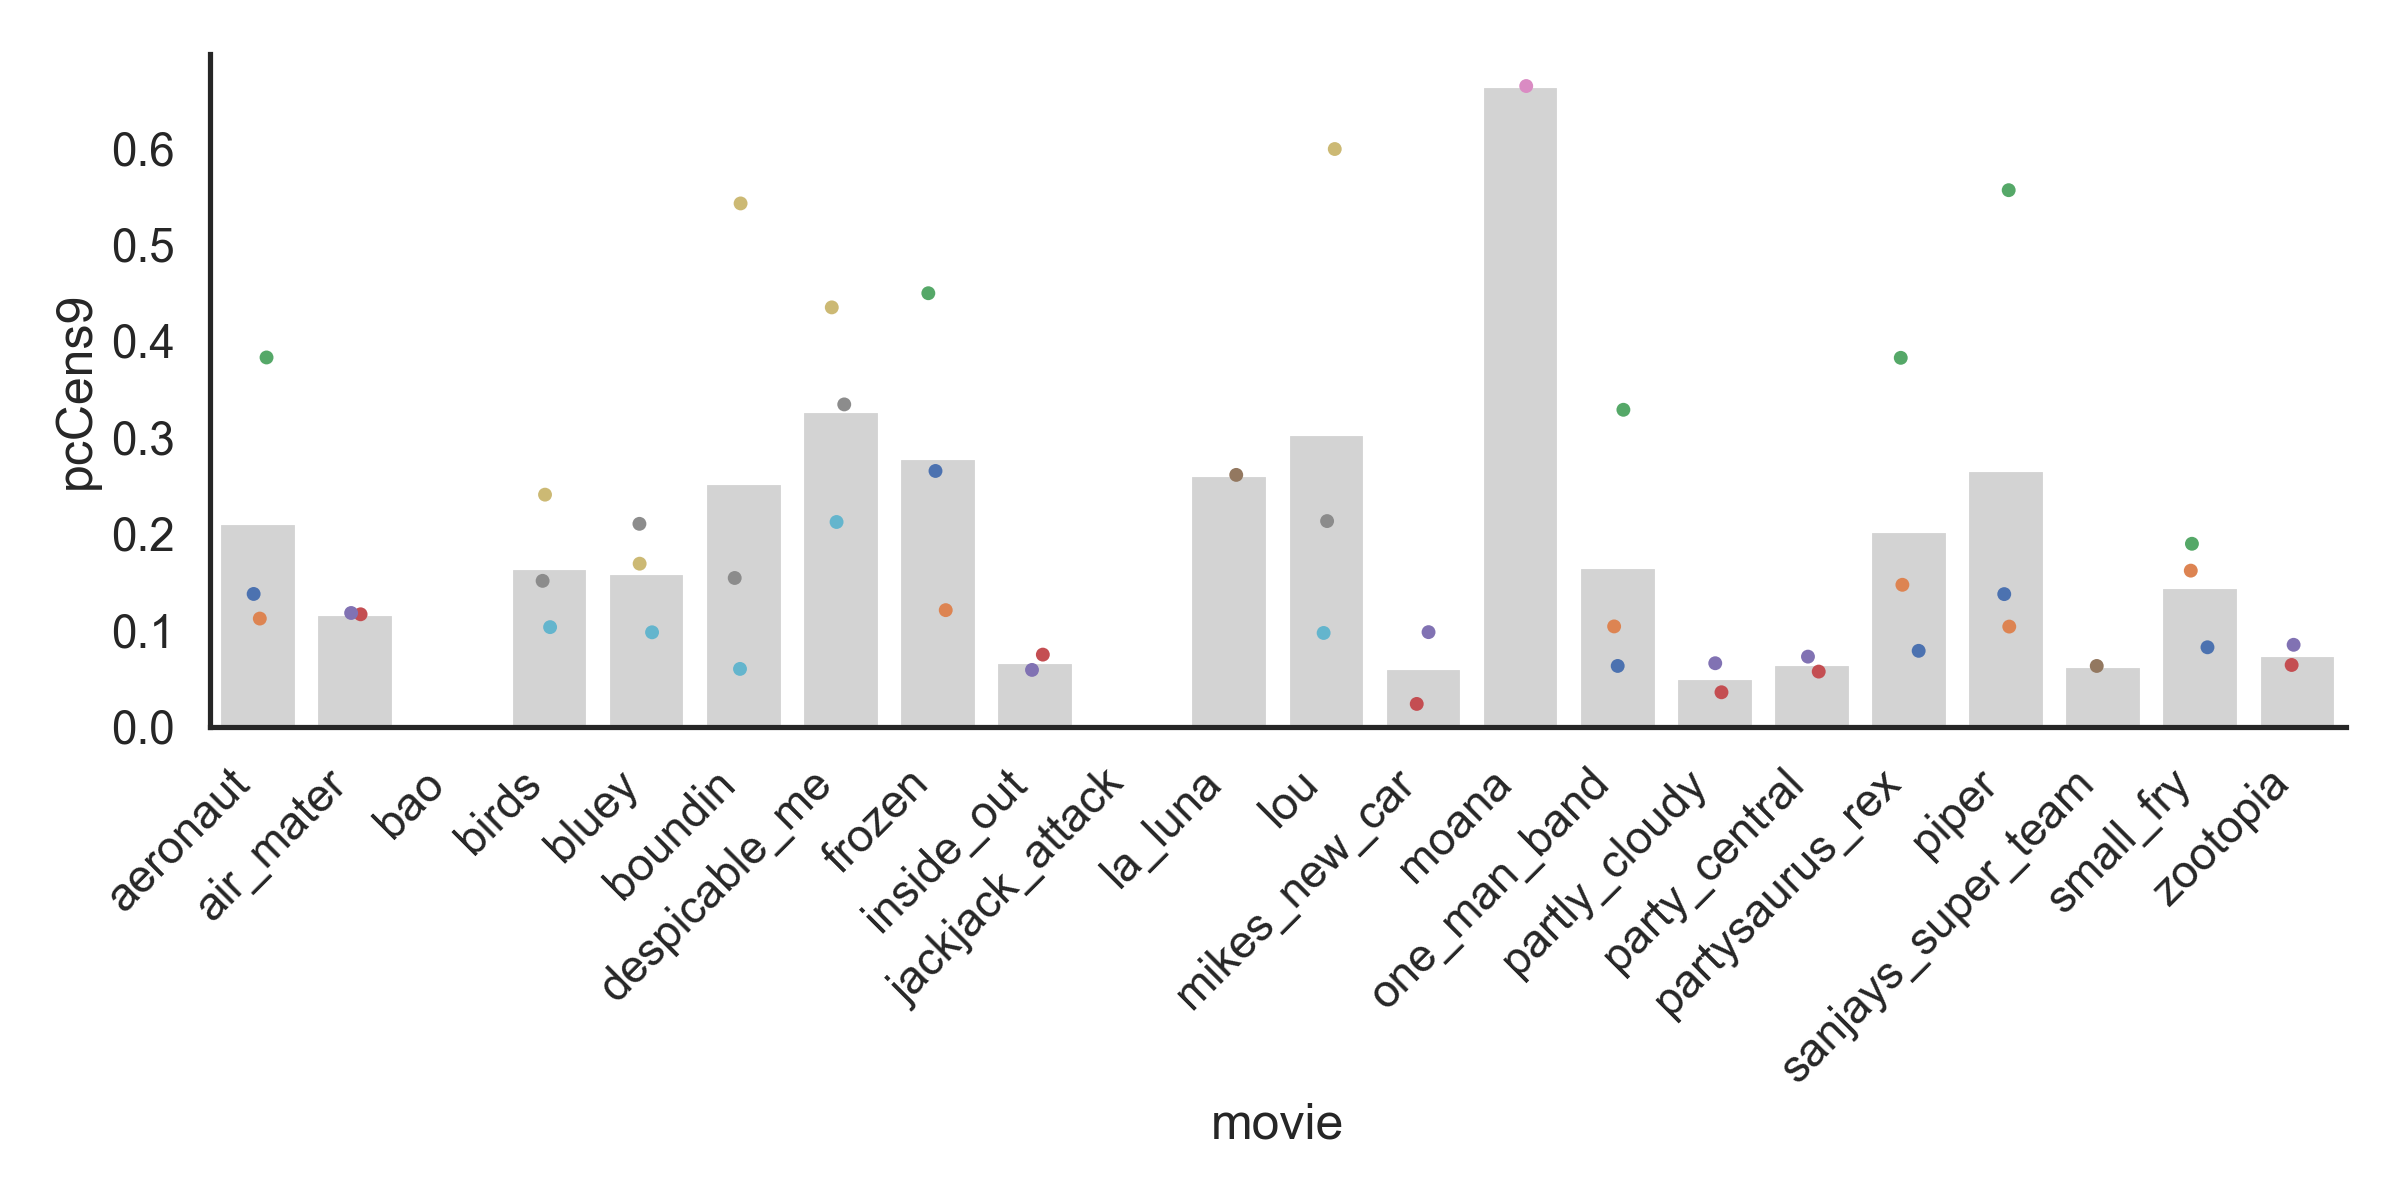 pcCens9
0.6
0.5
0.4
0.3
0.2
0.1
0.0
aeronaut
air_mater
bao
birds
bluey
boundin
despicable_me
frozen
inside_out
jackjack_attack
la_luna
lou
mikes_new_car
moana
one_man_band
partly_cloudy
party_central
partysaurus_rex
piper
sanjays_super_team
small_fry
zootopia
movie